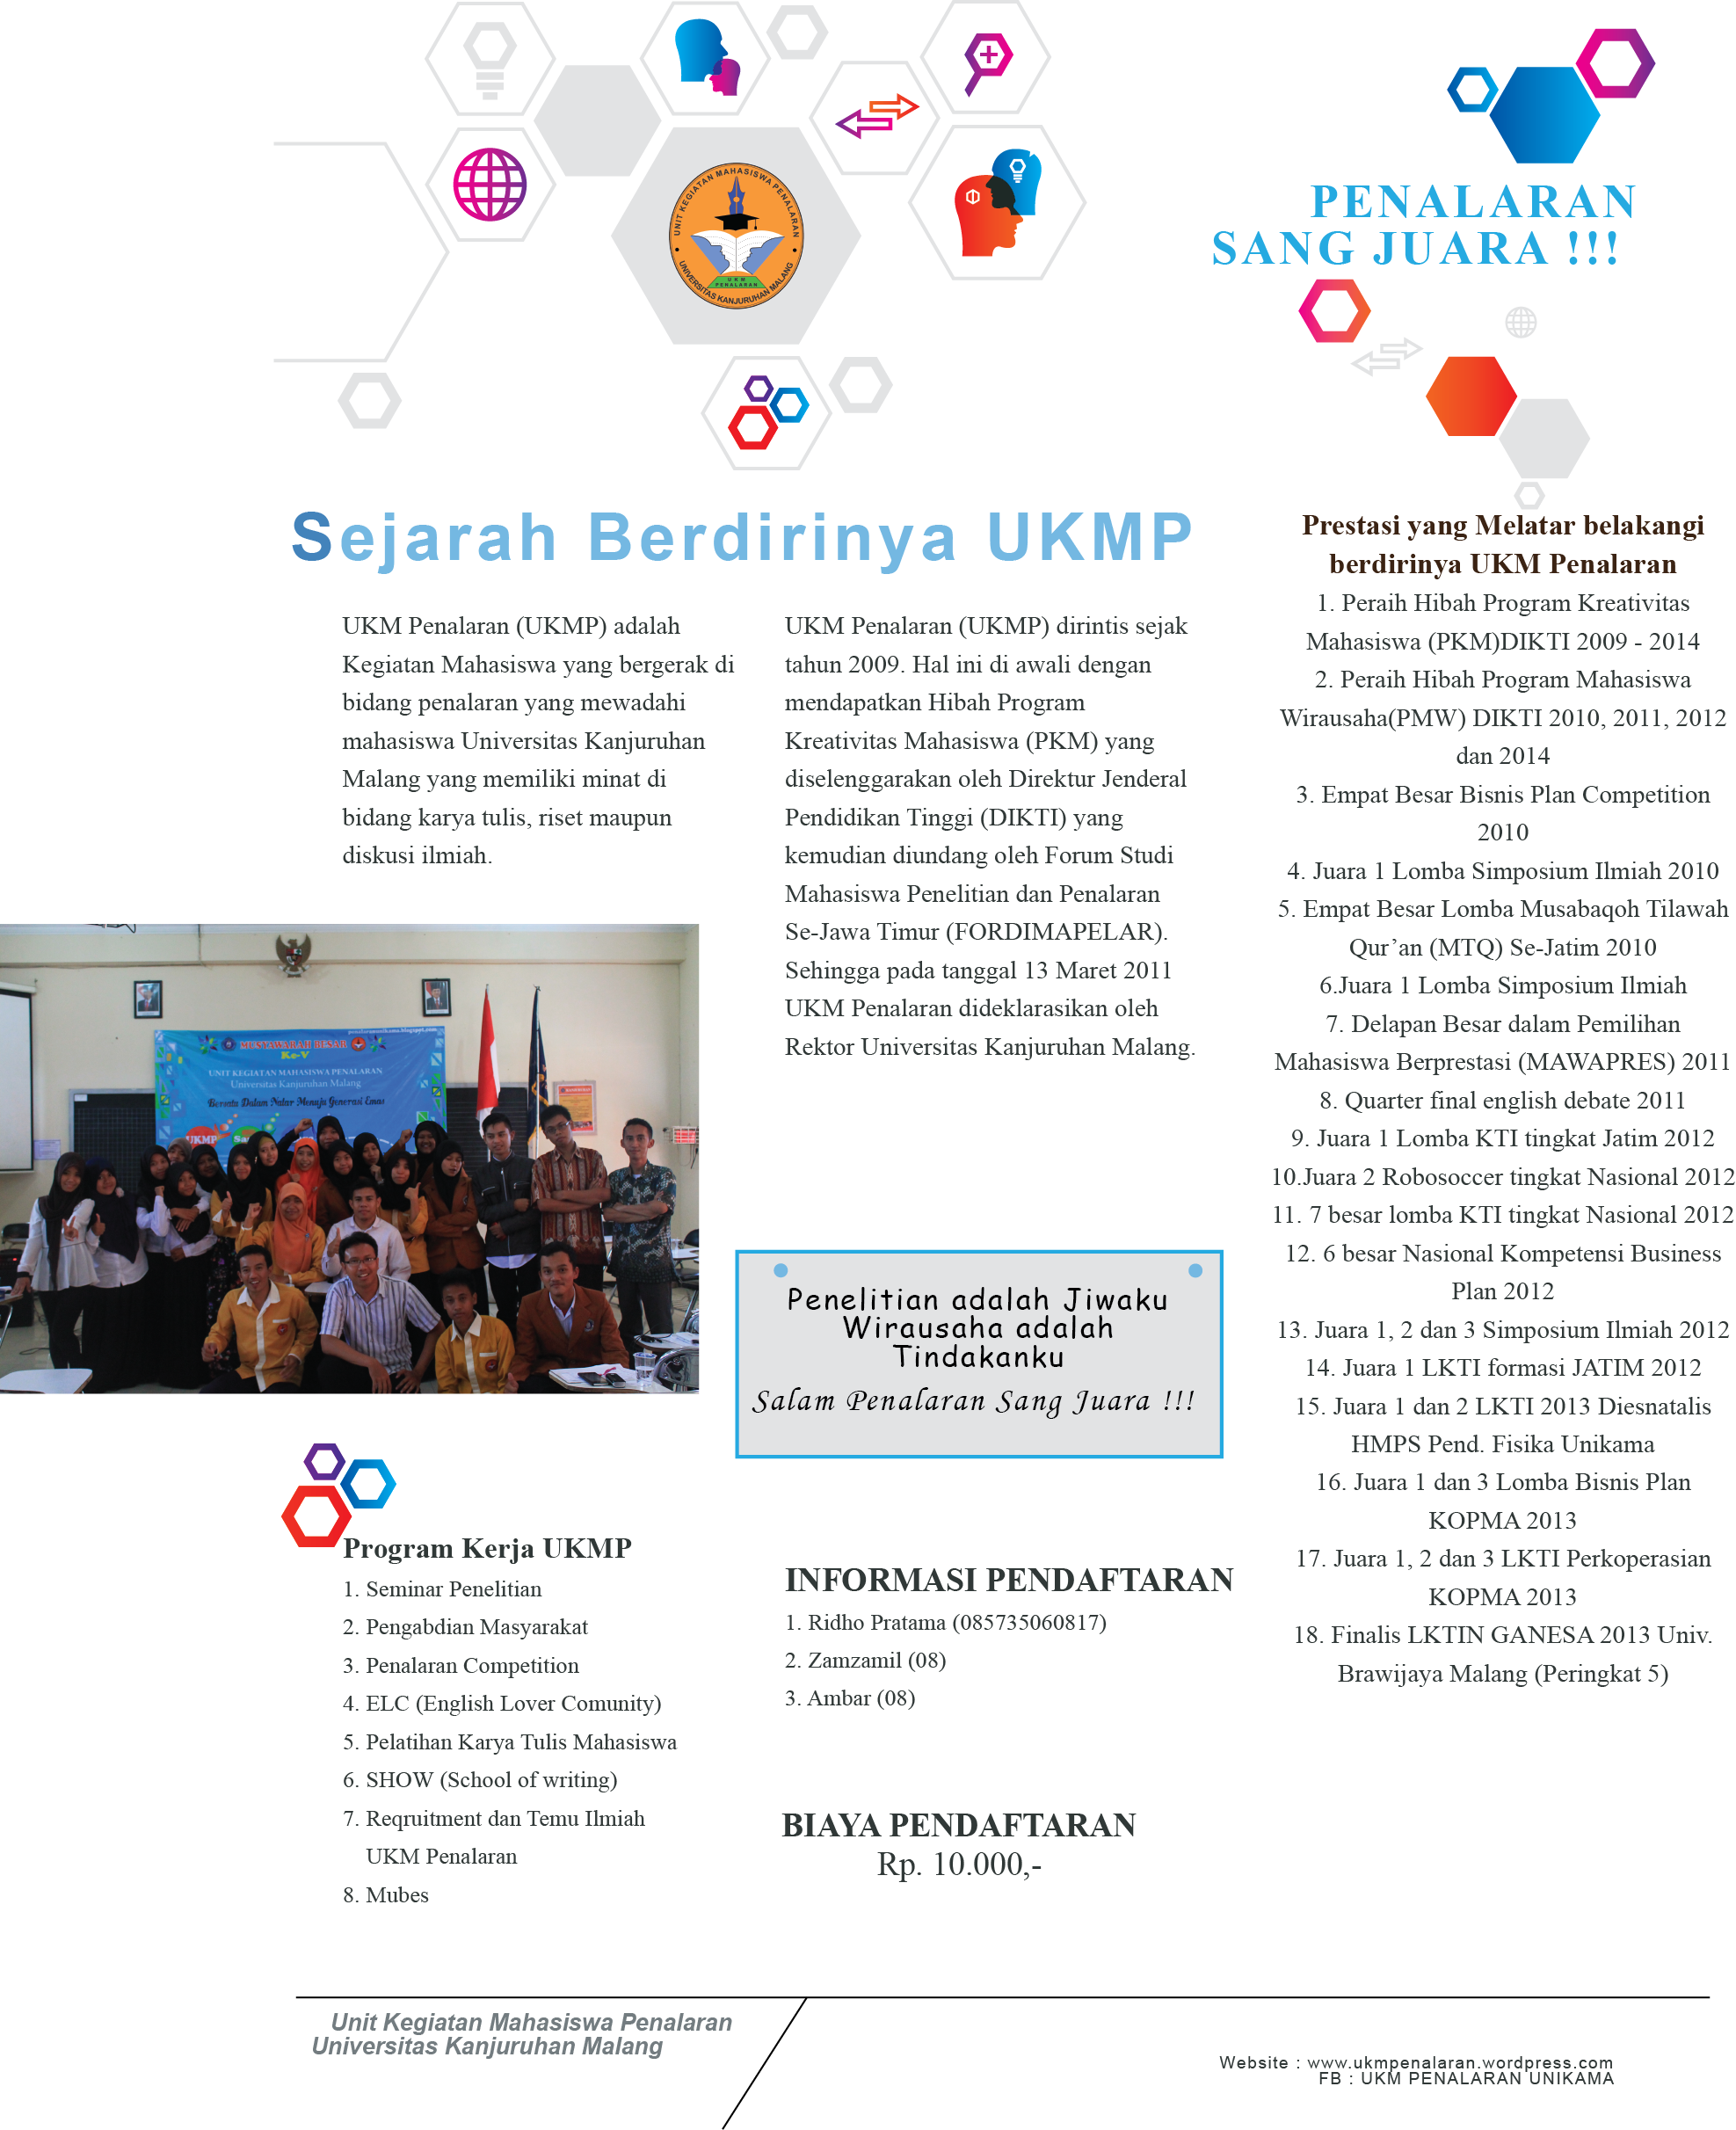 UNIT KEGIATAN MAHASISWA PENALARAN
UKM
PENALARAN
UNIVERSITAS KANJURUHAN MALANG
PENALARAN
SANG JUARA !!!
Sejarah Berdirinya UKMP
UKM Penalaran (UKMP) adalah
Kegiatan Mahasiswa yang bergerak di
bidang penalaran yang mewadahi
mahasiswa Universitas Kanjuruhan
Malang yang memiliki minat di
bidang karya tulis, riset maupun
diskusi ilmiah.
UKM Penalaran (UKMP) dirintis sejak
tahun 2009. Hal ini di awali dengan
mendapatkan Hibah Program
Kreativitas Mahasiswa (PKM) yang
diselenggarakan oleh Direktur Jenderal
Pendidikan Tinggi (DIKTI) yang
kemudian diundang oleh Forum Studi
Mahasiswa Penelitian dan Penalaran
Se-Jawa Timur (FORDIMAPELAR).
Sehingga pada tanggal 13 Maret 2011
UKM Penalaran dideklarasikan oleh
Rektor Universitas Kanjuruhan Malang.
penalaranunikama.blogspot.com
MUSYAWARAH BESAR
Ke-V
UNIT KEGIATAN MAHASISWA PENALARAN
Universitas Kanjuruhan Malang
Bersatu Dalam Nalar Menuju Generasi Emas
UKMP
Penelitian adalah Jiwaku
Wirausaha adalah
Tindakanku
Salam Penalaran Sang Juara !!!
Program Kerja UKMP
1. Seminar Penelitian
2. Pengabdian Masyarakat
3. Penalaran Competition
4. ELC (English Lover Comunity)
5. Pelatihan Karya Tulis Mahasiswa
6. SHOW (School of writing)
7. Reqruitment dan Temu Ilmiah
UKM Penalaran
8. Mubes
INFORMASI PENDAFTARAN
1. Ridho Pratama (085735060817)
2. Zamzamil (08)
3. Ambar (08)
BIAYA PENDAFTARAN
Rp. 10.000,-
Prestasi yang Melatar belakangi
berdirinya UKM Penalaran
1. Peraih Hibah Program Kreativitas
Mahasiswa (PKM)DIKTI 2009 - 2014
2. Peraih Hibah Program Mahasiswa
Wirausaha(PMW) DIKTI 2010, 2011, 2012
dan 2014
3. Empat Besar Bisnis Plan Competition
2010
4. Juara 1 Lomba Simposium Ilmiah 2010
5. Empat Besar Lomba Musabaqoh Tilawah
Qur’an (MTQ) Se-Jatim 2010
6.Juara 1 Lomba Simposium Ilmiah
7. Delapan Besar dalam Pemilihan
Mahasiswa Berprestasi (MAWAPRES) 2011
8. Quarter final english debate 2011
9. Juara 1 Lomba KTI tingkat Jatim 2012
10.Juara 2 Robosoccer tingkat Nasional 2012
11. 7 besar lomba KTI tingkat Nasional 2012
12. 6 besar Nasional Kompetensi Business
Plan 2012
13. Juara 1, 2 dan 3 Simposium Ilmiah 2012
14. Juara 1 LKTI formasi JATIM 2012
15. Juara 1 dan 2 LKTI 2013 Diesnatalis
HMPS Pend. Fisika Unikama
16. Juara 1 dan 3 Lomba Bisnis Plan
KOPMA 2013
17. Juara 1, 2 dan 3 LKTI Perkoperasian
KOPMA 2013
18. Finalis LKTIN GANESA 2013 Univ.
Brawijaya Malang (Peringkat 5)
Unit Kegiatan Mahasiswa Penalaran
Universitas Kanjuruhan Malang
Website : www.ukmpenalaran.wordpress.com
FB : UKM PENALARAN UNIKAMA